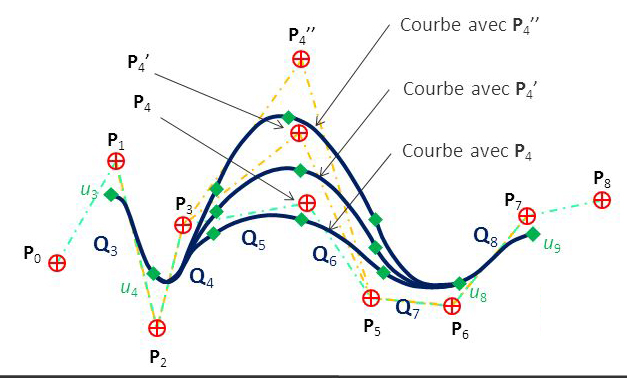 P4’’
Courbe avec P4’’
P4’
Courbe avec P4’
P4
P1
Courbe avec P4
u3
P3
P7
P8
Q3
Q5
Q8
u9
P0
Q6
Q4
u4
u8
Q7
P5
P6
P2